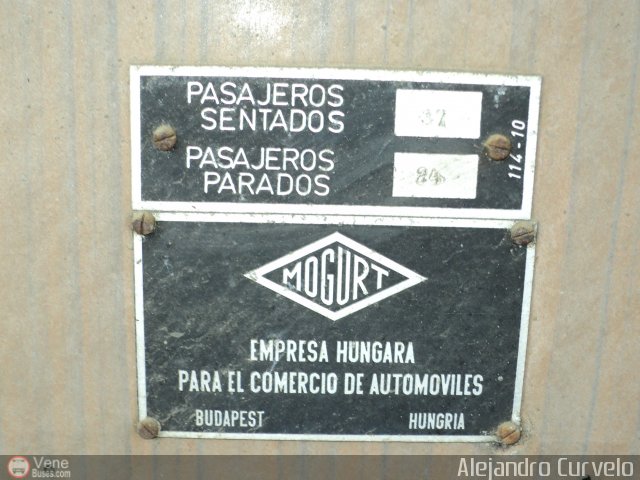 PASAJEROS
SENTADOS
PASAJEROS
PARADOS
114-10
MOGURT
EMPRESA HUNGARA
PARA EL COMERCIO DE AUTOMOVILES
BUDAPEST HUNGRIA
Vene
Buses.com
Alejandro Curvelo